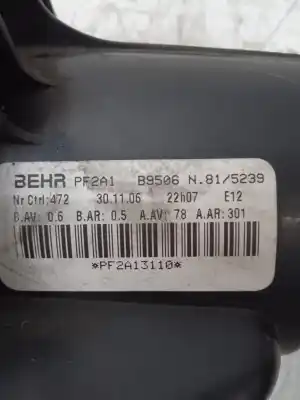 BEHR PF2A1 B9506 N.81/5239
Nr Ctrl:472 30.11.06 22h07 E12
B.AV: 0.6 B.AR: 0.5 A.AV: 78 A.AR:301
*PF2A13110*